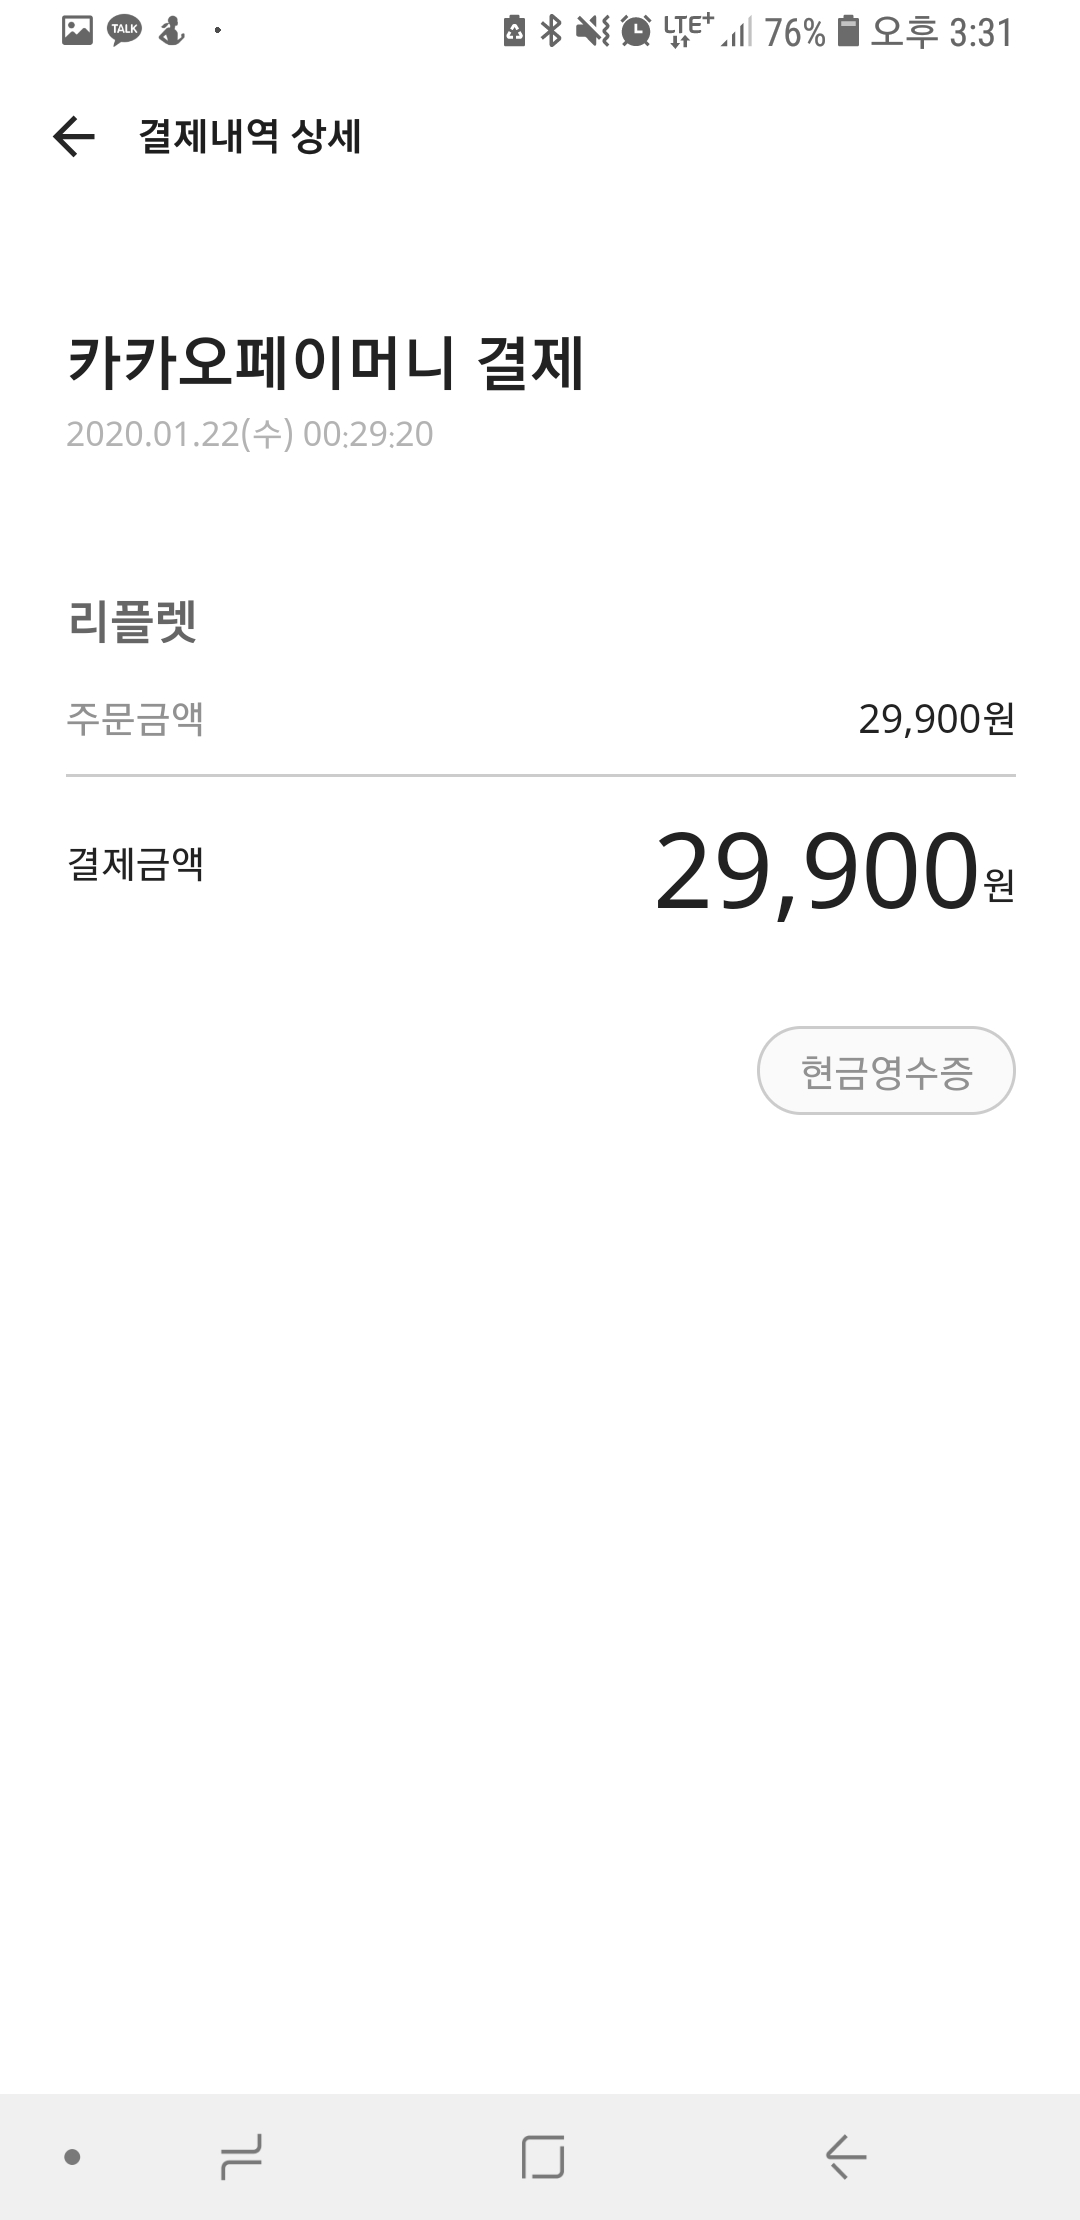 TALK LTE+ 76% 오후 3:31
결제내역 상세
카카오페이머니 결제
2020.01.22(수) 00:29:20
리플렛
주문금액 29,900원
결제금액 29,900원
현금영수증